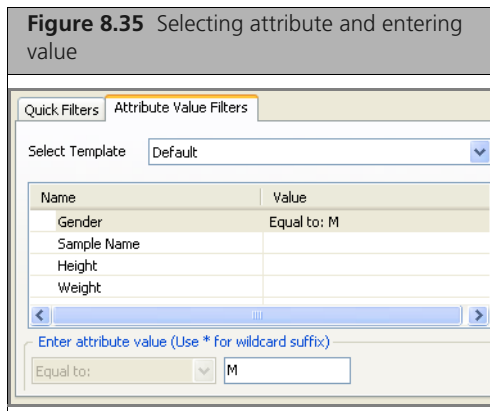 Figure 8.35 Selecting attribute and entering
value
Quick Filters Attribute Value Filters
Select Template Default
Name Value
Gender Equal to: M
Sample Name
Height
Weight
Enter attribute value (Use * for wildcard suffix)
Equal to: M